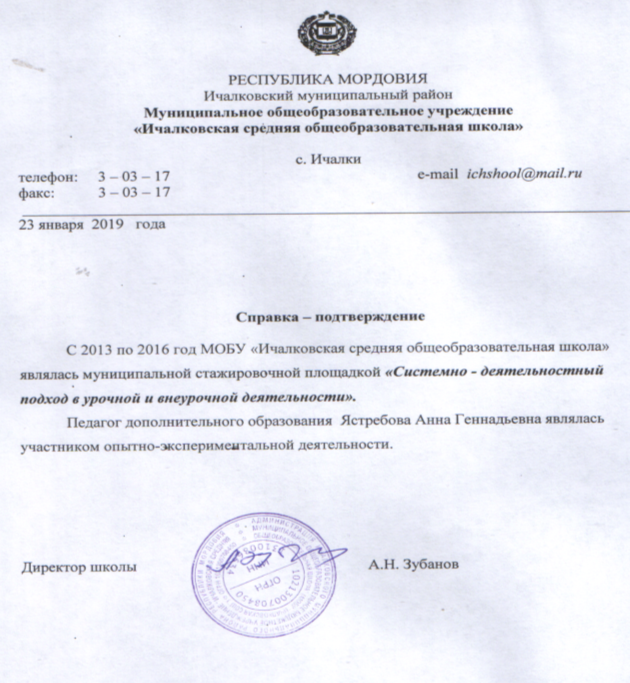 РЕСПУБЛИКА МОРДОВИЯ
Ичалковский муниципальный район
Муниципальное общеобразовательное учреждение
«Ичалковская средняя общеобразовательная школа»
с. Ичалки
телефон: 3 – 03 – 17 e-mail ichshool@mail.ru
факс: 3 – 03 – 17
23 января 2019 года
Справка – подтверждение
С 2013 по 2016 год МОБУ «Ичалковская средняя общеобразовательная школа»
являлась муниципальной стажировочной площадкой «Системно - деятельностный
подход в урочной и внеурочной деятельности».
Педагог дополнительного образования Ястребова Анна Геннадьевна являлась
участником опытно-экспериментальной деятельности.
Директор школы А.Н. Зубанов
ИНН
ОГРН